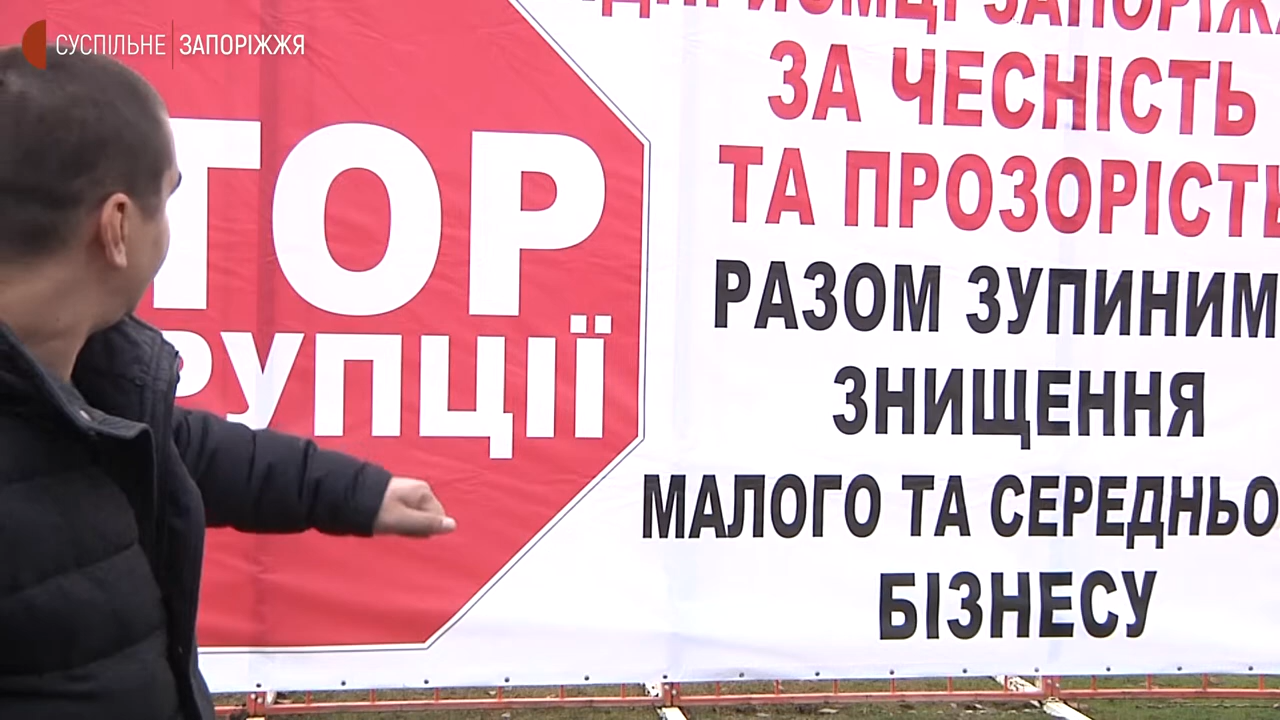 СУСПІЛЬНЕ | ЗАПОРІЖЖЯ
ТОР
РУПЦІЇ
ЗА ЧЕСНІСТЬ
ТА ПРОЗОРІСТЬ
РАЗОМ ЗУПИНИМ
ЗНИЩЕННЯ
МАЛОГО ТА СЕРЕДНЬО
БІЗНЕСУ